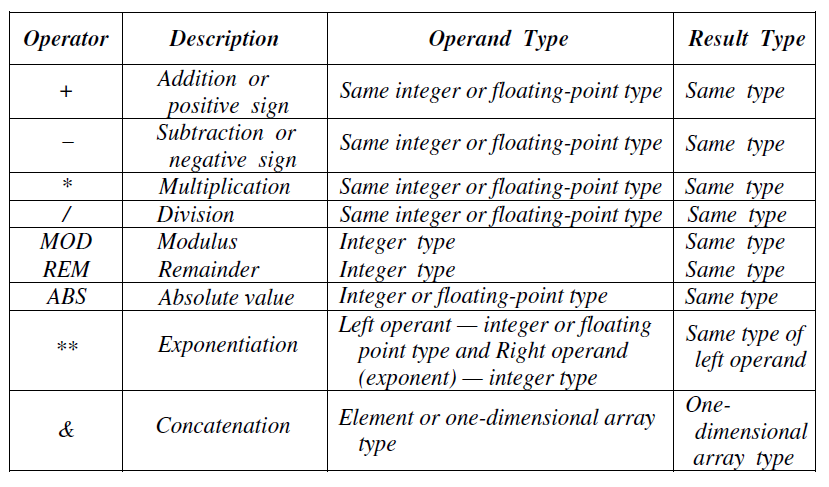 Operator Description Operand Type Result Type
+ Addition or positive sign Same integer or floating-point type Same type
– Subtraction or negative sign Same integer or floating-point type Same type
* Multiplication Same integer or floating-point type Same type
/ Division Same integer or floating-point type Same type
MOD Modulus Integer type Same type
REM Remainder Integer type Same type
ABS Absolute value Integer or floating-point type Same type
** Exponentiation Left operant — integer or floating point type and Right operand (exponent) — integer type Same type of left operand
& Concatenation Element or one-dimensional array type One-dimensional array type